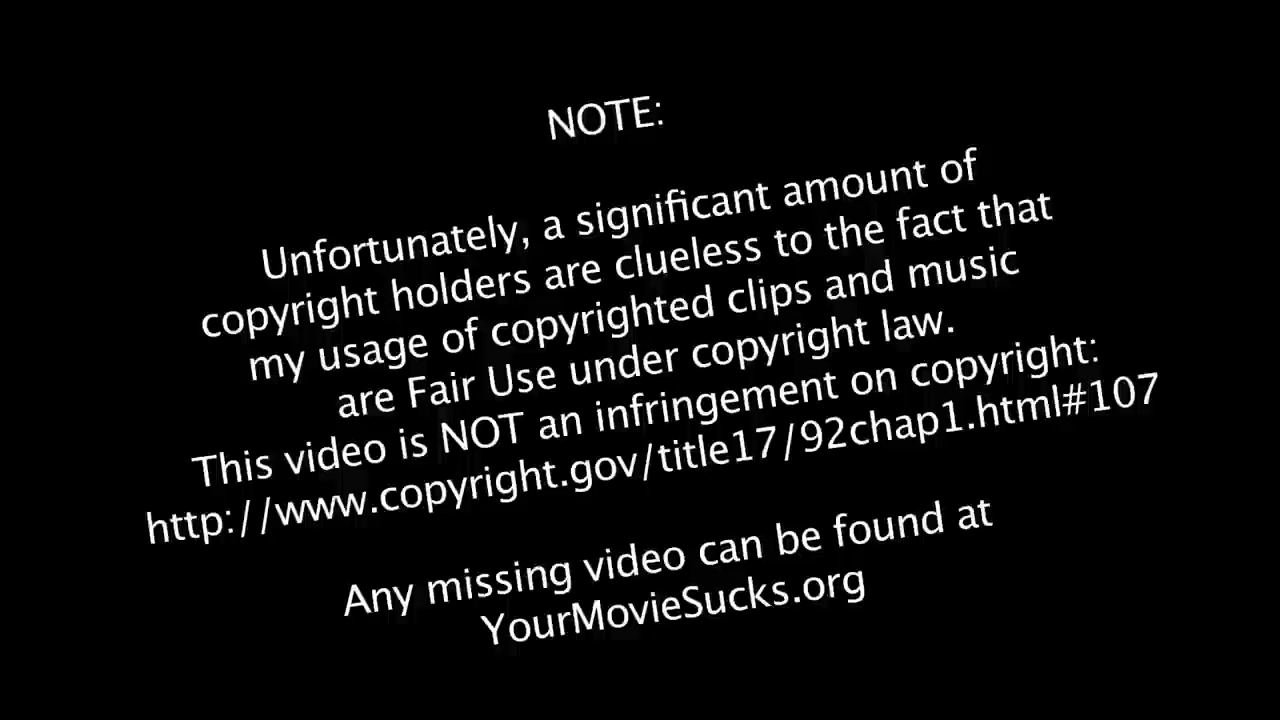 NOTE:
Unfortunately, a significant amount of
copyright holders are clueless to the fact that
my usage of copyrighted clips and music
are Fair Use under copyright law.
This video is NOT an infringement on copyright:
http://www.copyright.gov/title17/92chap1.html#107
Any missing video can be found at
YourMovieSucks.org